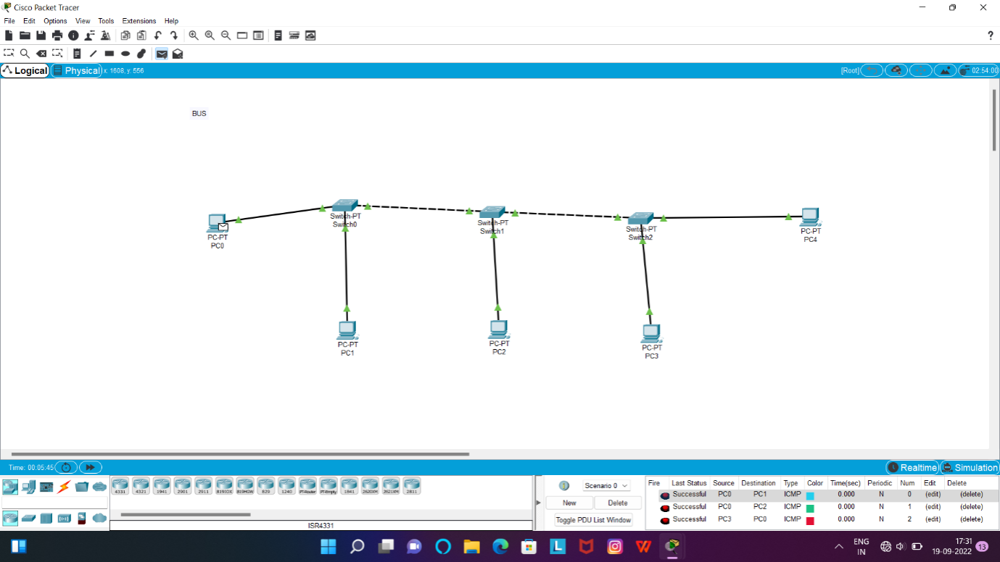 Cisco Packet Tracer
File Edit Options View Tools Extensions Help
?
Logical Physical x: 1608, y: 556 [Root] 02:54:00
BUS
PC-PT
PC0
Switch-PT
Switch0
Switch-PT
Switch1
Switch-PT
Switch2
PC-PT
PC4
PC-PT
PC1
PC-PT
PC2
PC-PT
PC3
Time: 00:05:45 Realtime Simulation
4331 4321 1941 2901 2911 819IOX 819HGW 829 1240 PT-Router PT-Empty 1841 2620XM 2621XM 2811
ISR4331
Scenario 0
New Delete
Toggle PDU List Window
Fire Last Status Source Destination Type Color Time(sec) Periodic Num Edit Delete
Successful PC0 PC1 ICMP 0.000 N 0 (edit) (delete)
Successful PC0 PC2 ICMP 0.000 N 1 (edit) (delete)
Successful PC3 PC0 ICMP 0.000 N 2 (edit) (delete)
L
ENG
IN
17:31
19-09-2022
13